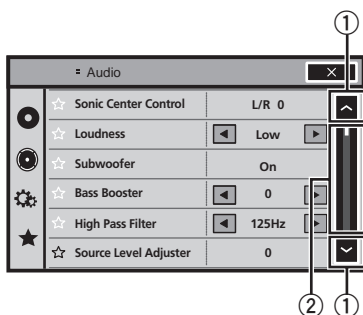 ①
Audio
Sonic Center Control L/R 0
Loudness Low
Subwoofer On
Bass Booster 0
High Pass Filter 125Hz
Source Level Adjuster 0
② ①